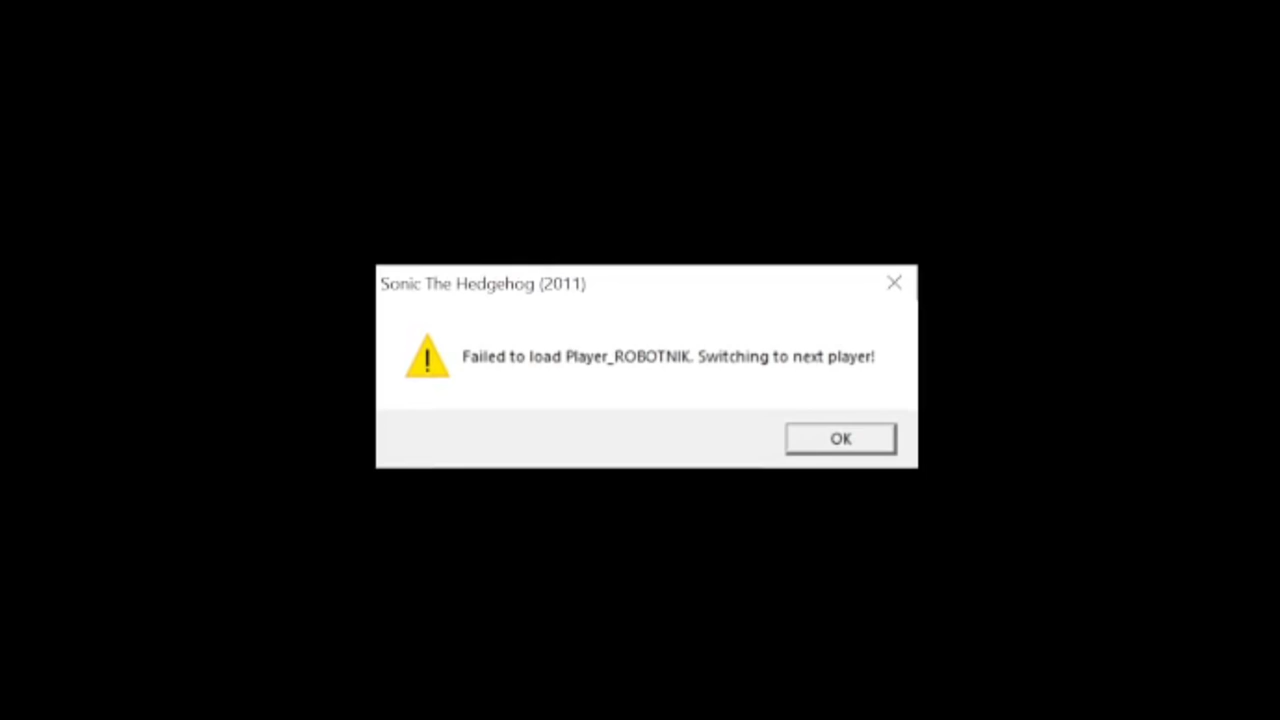 Sonic The Hedgehog (2011)
Failed to load Player_ROBOTNIK. Switching to next player!
OK